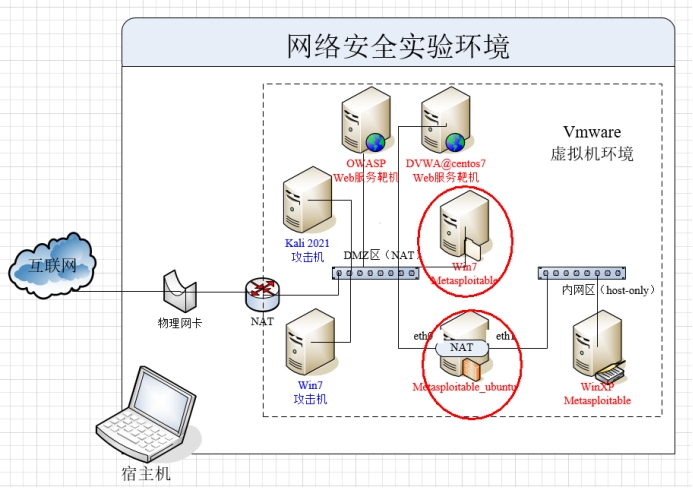 网络安全实验环境
Vmware
虚拟机环境
OWASP
Web服务靶机
DVWA@centos7
Web服务靶机
Kali 2021
攻击机
DMZ区（NAT）
Win7
Metasploitable
内网区（host-only）
互联网
物理网卡
NAT
Win7
攻击机
eth0
NAT
eth1
Metasploitable_ubuntu
WinXP
Metasploitable
宿主机